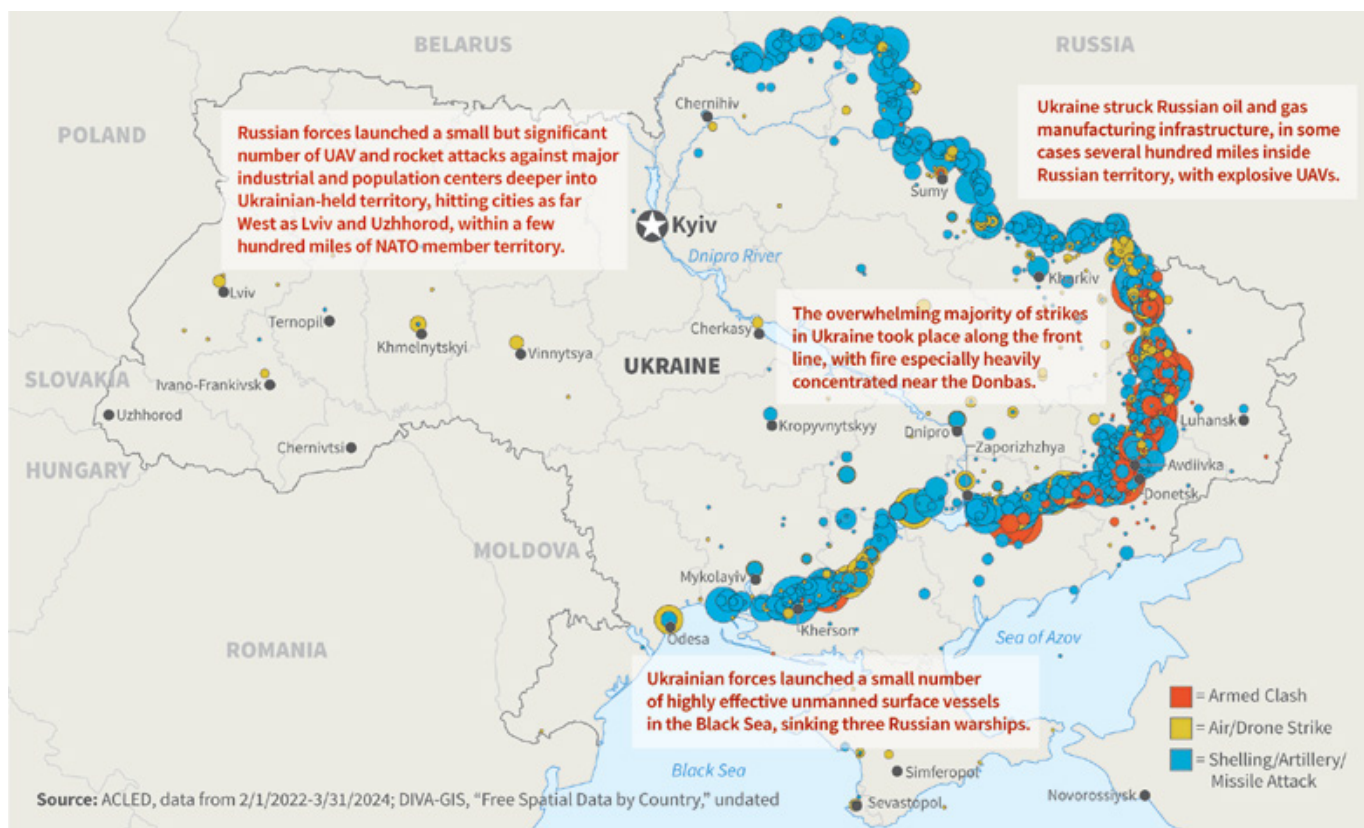 BELARUS
RUSSIA
POLAND
Chernihiv
Ukraine struck Russian oil and gas
manufacturing infrastructure, in some
cases several hundred miles inside
Russian territory, with explosive UAVs.
Russian forces launched a small but significant
number of UAV and rocket attacks against major
industrial and population centers deeper into
Ukrainian-held territory, hitting cities as far
West as Lviv and Uzhhorod, within a few
hundred miles of NATO member territory.
Sumy
Kyiv
Dnipro River
Kharkiv
Lviv
Ternopil
Khmelnytskyi
Vinnytsya
Cherkasy
The overwhelming majority of strikes
in Ukraine took place along the front
line, with fire especially heavily
concentrated near the Donbas.
UKRAINE
SLOVAKIA
Ivano-Frankivsk
Uzhhorod
Chernivtsi
Kropyvnytskyy
Dnipro
Luhansk
Zaporizhzhya
HUNGARY
Avdiivka
Donetsk
MOLDOVA
Mykolayiv
Kherson
Odesa
Sea of Azov
ROMANIA
Ukrainian forces launched a small number
of highly effective unmanned surface vessels
in the Black Sea, sinking three Russian warships.
= Armed Clash
= Air/Drone Strike
= Shelling/Artillery/
Missile Attack
Black Sea
Simferopol
Novorossiysk
Sevastopol
Source: ACLED, data from 2/1/2022-3/31/2024; DIVA-GIS, “Free Spatial Data by Country,” undated